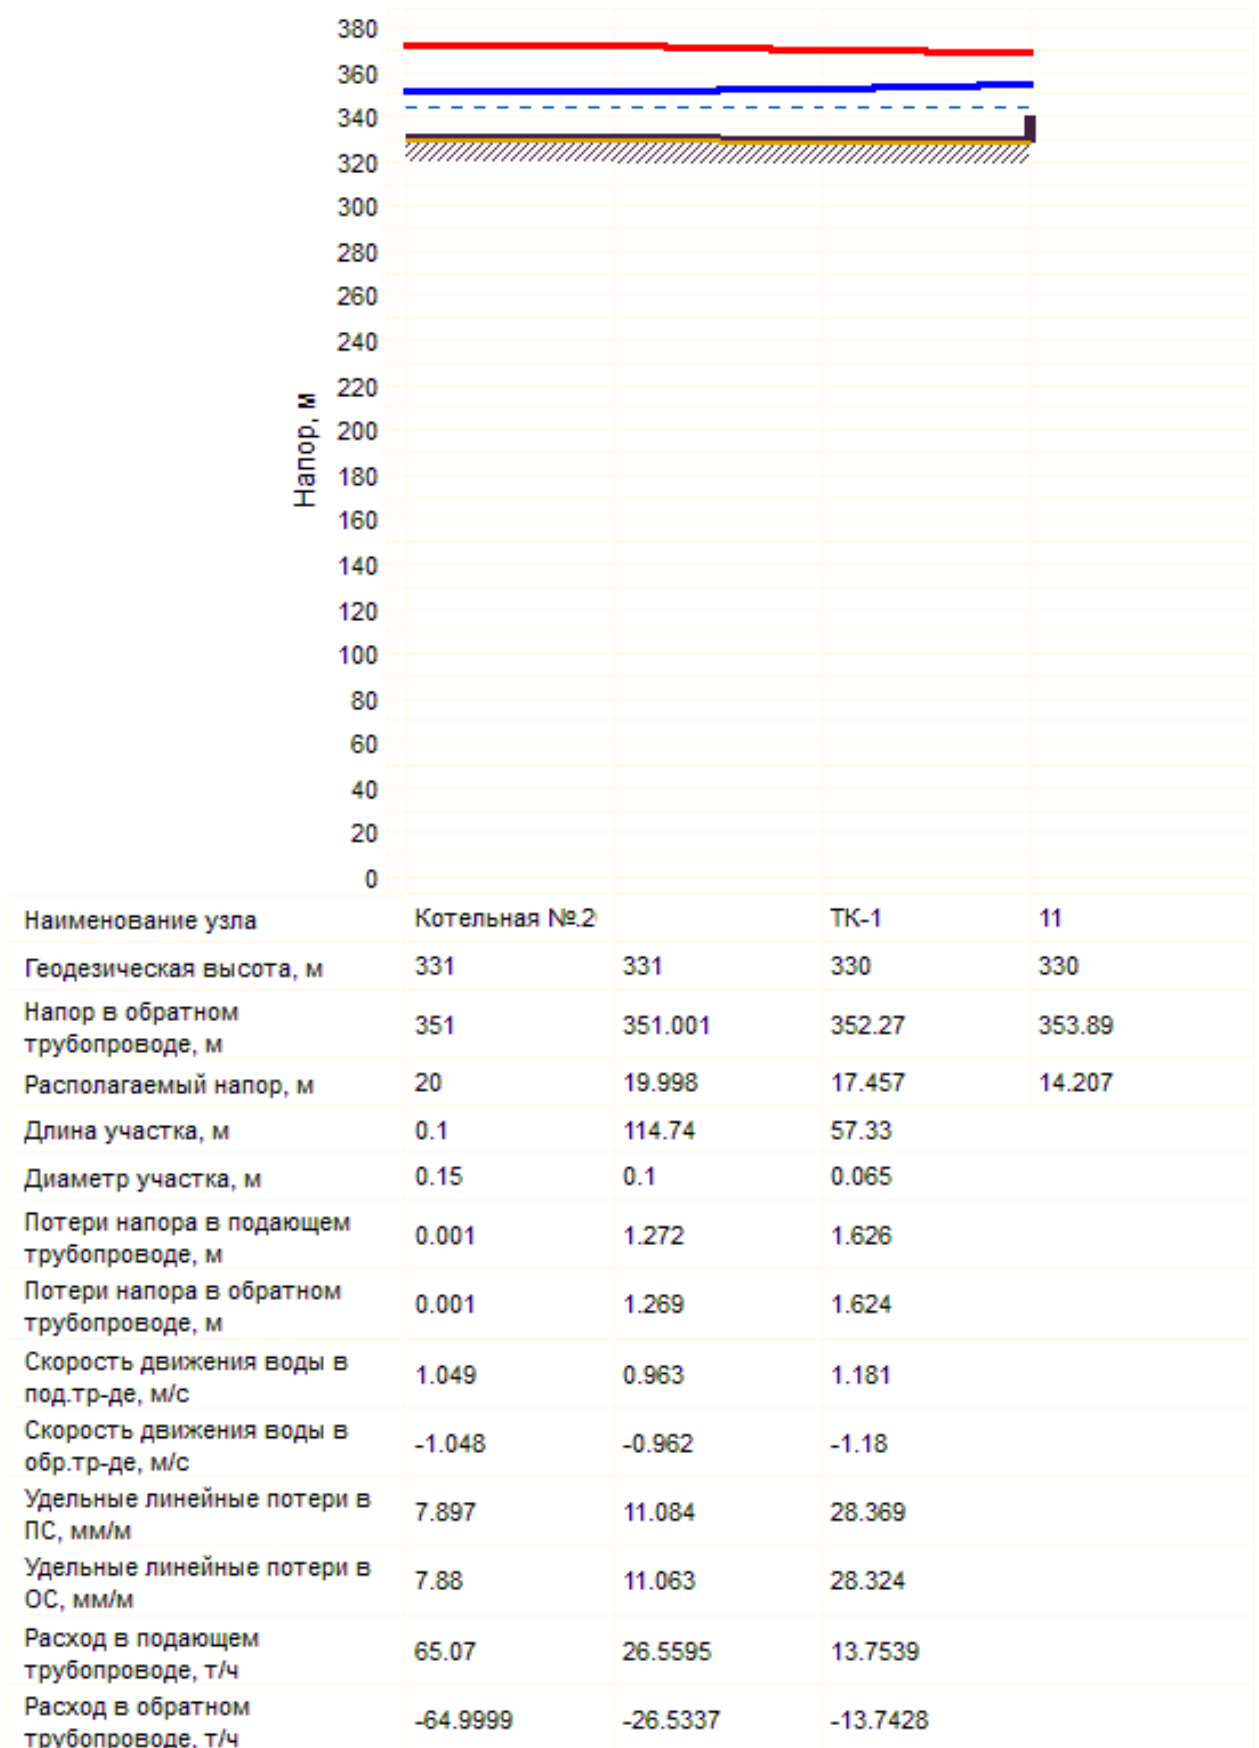 380
360
340
320
300
280
260
240
220
200
180
160
140
120
100
80
60
40
20
0
Напор, м
Наименование узла Котельная №.2 ТК-1 11
Геодезическая высота, м 331 331 330 330
Напор в обратном
трубопроводе, м 351 351.001 352.27 353.89
Располагаемый напор, м 20 19.998 17.457 14.207
Длина участка, м 0.1 114.74 57.33
Диаметр участка, м 0.15 0.1 0.065
Потери напора в подающем
трубопроводе, м 0.001 1.272 1.626
Потери напора в обратном
трубопроводе, м 0.001 1.269 1.624
Скорость движения воды в
под.тр-де, м/с 1.049 0.963 1.181
Скорость движения воды в
обр.тр-де, м/с -1.048 -0.962 -1.18
Удельные линейные потери в
ПС, мм/м 7.897 11.084 28.369
Удельные линейные потери в
ОС, мм/м 7.88 11.063 28.324
Расход в подающем
трубопроводе, т/ч 65.07 26.5595 13.7539
Расход в обратном
трубопроводе, т/ч -64.9999 -26.5337 -13.7428